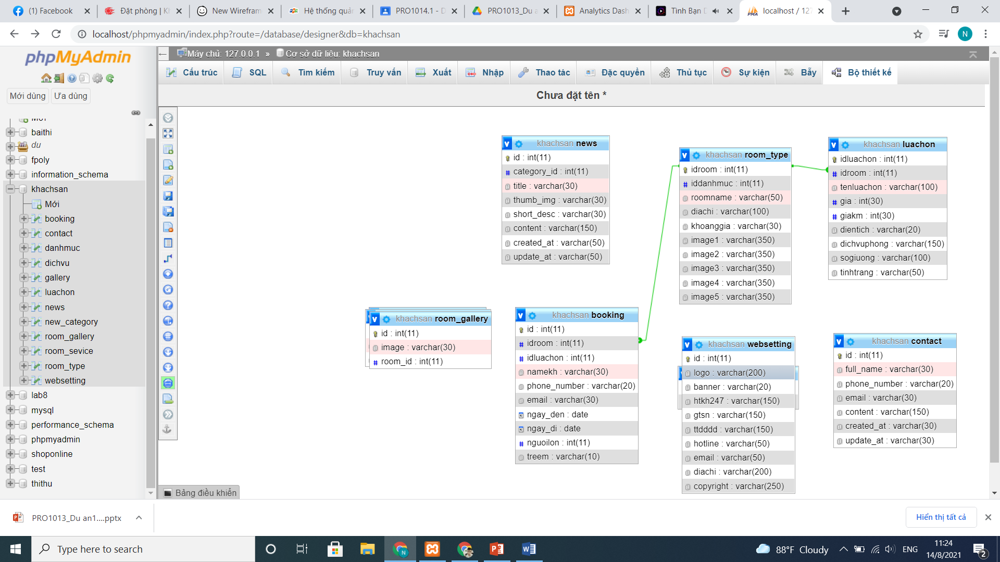 (1) Facebook
Đặt phòng | Kh
New Wirefram
Hệ thống quản
PRO1014.1 - D
PRO1013_Du a
Analytics Dash
Tình Bạn D
localhost / 127
localhost/phpmyadmin/index.php?route=/database/designer&db=khachsan
N
phpMyAdmin
Mới dùng
Ưa dùng
Mới
baithi
du
fpoly
information_schema
khachsan
Mới
booking
contact
danhmuc
dichvu
gallery
luachon
news
new_category
room_gallery
room_sevice
room_type
websetting
lab8
mysql
performance_schema
phpmyadmin
shoponline
test
thithu
Máy chủ: 127.0.0.1 » Cơ sở dữ liệu: khachsan
Cấu trúc
SQL
Tìm kiếm
Truy vấn
Xuất
Nhập
Thao tác
Đặc quyền
Thủ tục
Sự kiện
Bẫy
Bộ thiết kế
Chưa đặt tên *
khachsan news
id : int(11)
category_id : int(11)
title : varchar(30)
thumb_img : varchar(30)
short_desc : varchar(30)
content : varchar(150)
created_at : varchar(50)
update_at : varchar(50)
khachsan room_type
idroom : int(11)
iddanhmuc : int(11)
roomname : varchar(50)
diachi : varchar(100)
khoanggia : varchar(30)
image1 : varchar(350)
image2 : varchar(350)
image3 : varchar(350)
image4 : varchar(350)
image5 : varchar(350)
khachsan luachon
idluachon : int(11)
idroom : int(11)
tenluachon : varchar(100)
gia : int(30)
giakm : int(30)
dientich : varchar(20)
dichvuphong : varchar(150)
sogiuong : varchar(100)
tinhtrang : varchar(50)
khachsan room_gallery
id : int(11)
image : varchar(30)
room_id : int(11)
khachsan booking
id : int(11)
idroom : int(11)
idluachon : int(11)
namekh : varchar(30)
phone_number : varchar(20)
email : varchar(30)
ngay_den : date
ngay_di : date
nguoilon : int(11)
treem : varchar(10)
khachsan websetting
id : int(11)
logo : varchar(200)
banner : varchar(20)
htkh247 : varchar(150)
gtsn : varchar(150)
ttdddd : varchar(150)
hotline : varchar(50)
email : varchar(50)
diachi : varchar(200)
copyright : varchar(250)
khachsan contact
id : int(11)
full_name : varchar(30)
phone_number : varchar(20)
email : varchar(30)
content : varchar(150)
created_at : varchar(30)
update_at : varchar(30)
Bảng điều khiển
PRO1013_Du an1....pptx
Hiển thị tất cả
Type here to search
88°F Cloudy
ENG
11:24
14/8/2021
2